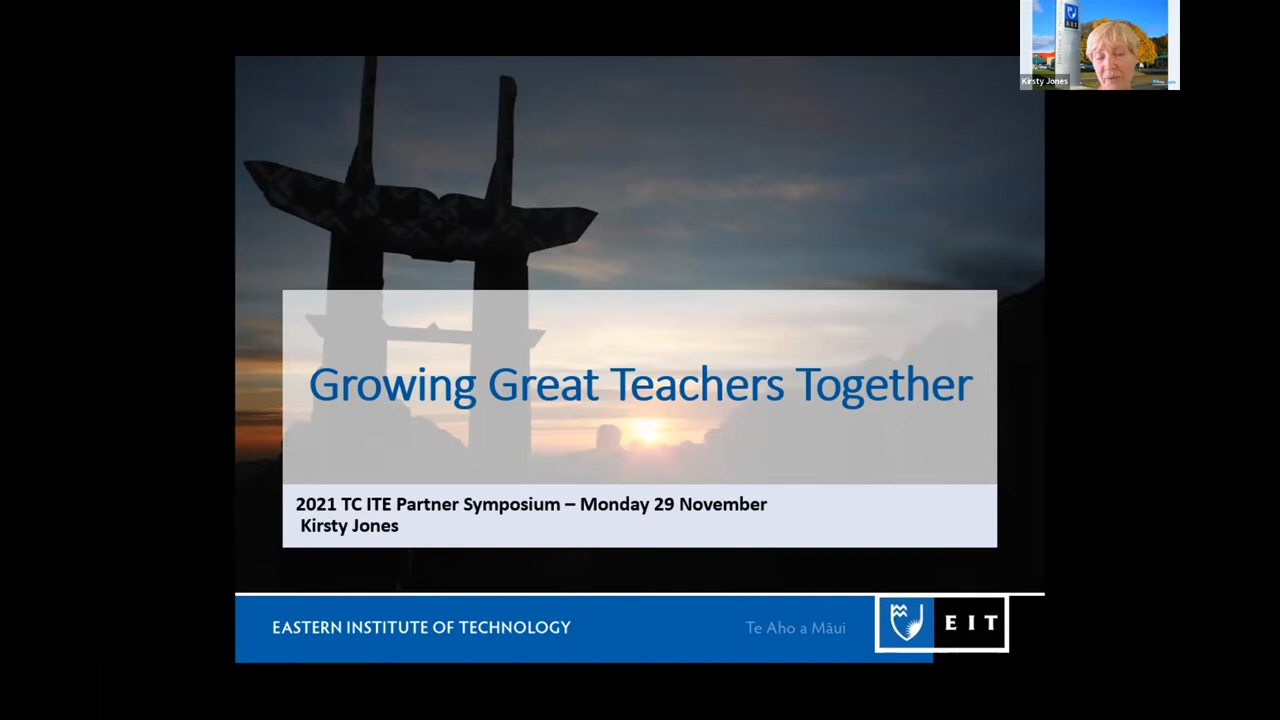 EIT
Kirsty Jones
Growing Great Teachers Together
2021 TC ITE Partner Symposium – Monday 29 November
Kirsty Jones
EASTERN INSTITUTE OF TECHNOLOGY
Te Aho a Māui
EIT